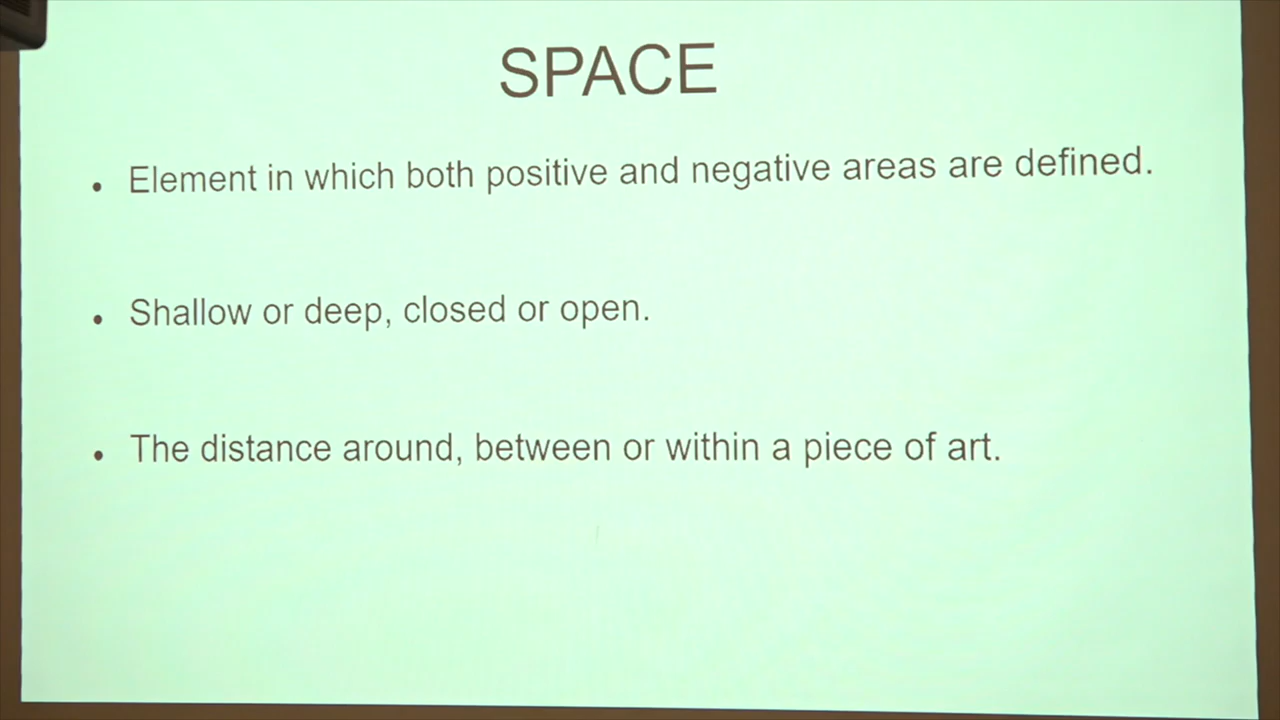 SPACE
• Element in which both positive and negative areas are defined.
• Shallow or deep, closed or open.
• The distance around, between or within a piece of art.